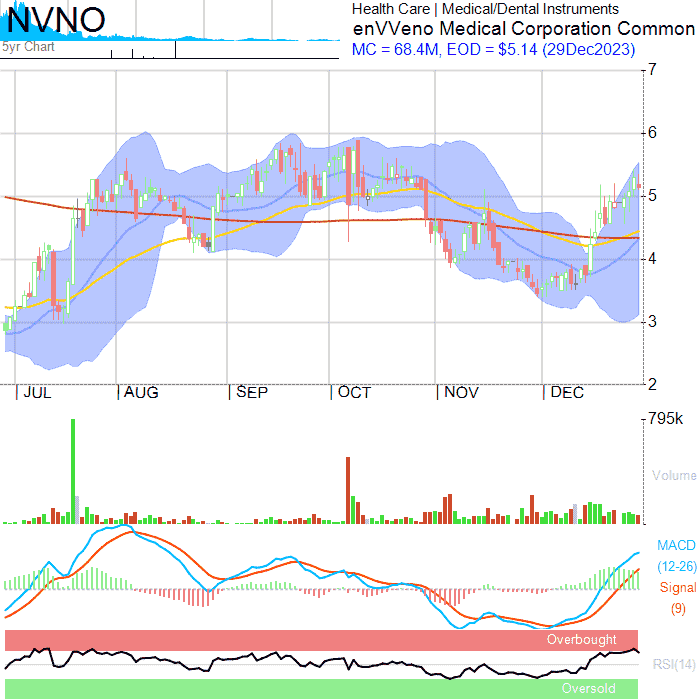 NVNO
5yr Chart
Health Care | Medical/Dental Instruments
enVVeno Medical Corporation Common
MC = 68.4M, EOD = $5.14 (29Dec2023)
7
6
5
4
3
2
JUL
AUG
SEP
OCT
NOV
DEC
795k
Volume
MACD
(12-26)
Signal
(9)
Overbought
RSI(14)
Oversold